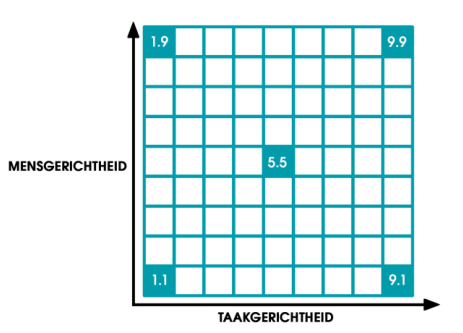 1.9
9.9
MENSGERICHTHEID
5.5
1.1
9.1
TAAKGERICHTHEID